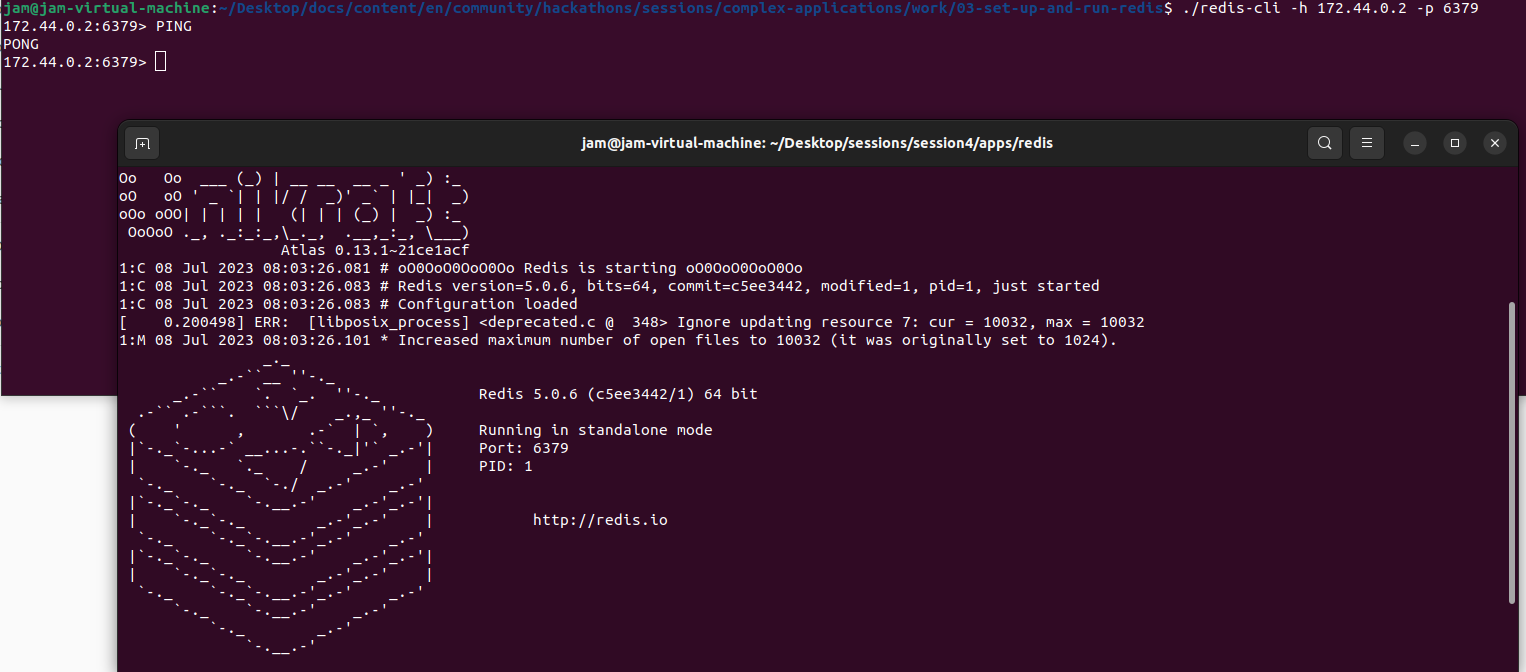 jam@jam-virtual-machine:~/Desktop/docs/content/en/community/hackathons/sessions/complex-applications/work/03-set-up-and-run-redis$ ./redis-cli -h 172.44.0.2 -p 6379
172.44.0.2:6379> PING
PONG
172.44.0.2:6379>
jam@jam-virtual-machine: ~/Desktop/sessions/session4/apps/redis
Oo   Oo  ___ (_) | __ __  __ _ ' _) :_
oO   oO ' _ `| | |/ /  _)' _` | |_|  _)
oOo oOO| | | | |   (| | | (_) |  _) :_
 OoOoO ._, ._:_:_,\_._,  .__,_:_, \___)
                  Atlas 0.13.1~21ce1acf
1:C 08 Jul 2023 08:03:26.081 # oO0OoO0OoO0Oo Redis is starting oO0OoO0OoO0Oo
1:C 08 Jul 2023 08:03:26.083 # Redis version=5.0.6, bits=64, commit=c5ee3442, modified=1, pid=1, just started
1:C 08 Jul 2023 08:03:26.083 # Configuration loaded
[    0.200498] ERR:  [libposix_process] <deprecated.c @  348> Ignore updating resource 7: cur = 10032, max = 10032
1:M 08 Jul 2023 08:03:26.101 * Increased maximum number of open files to 10032 (it was originally set to 1024).
Redis 5.0.6 (c5ee3442/1) 64 bit
Running in standalone mode
Port: 6379
PID: 1
http://redis.io